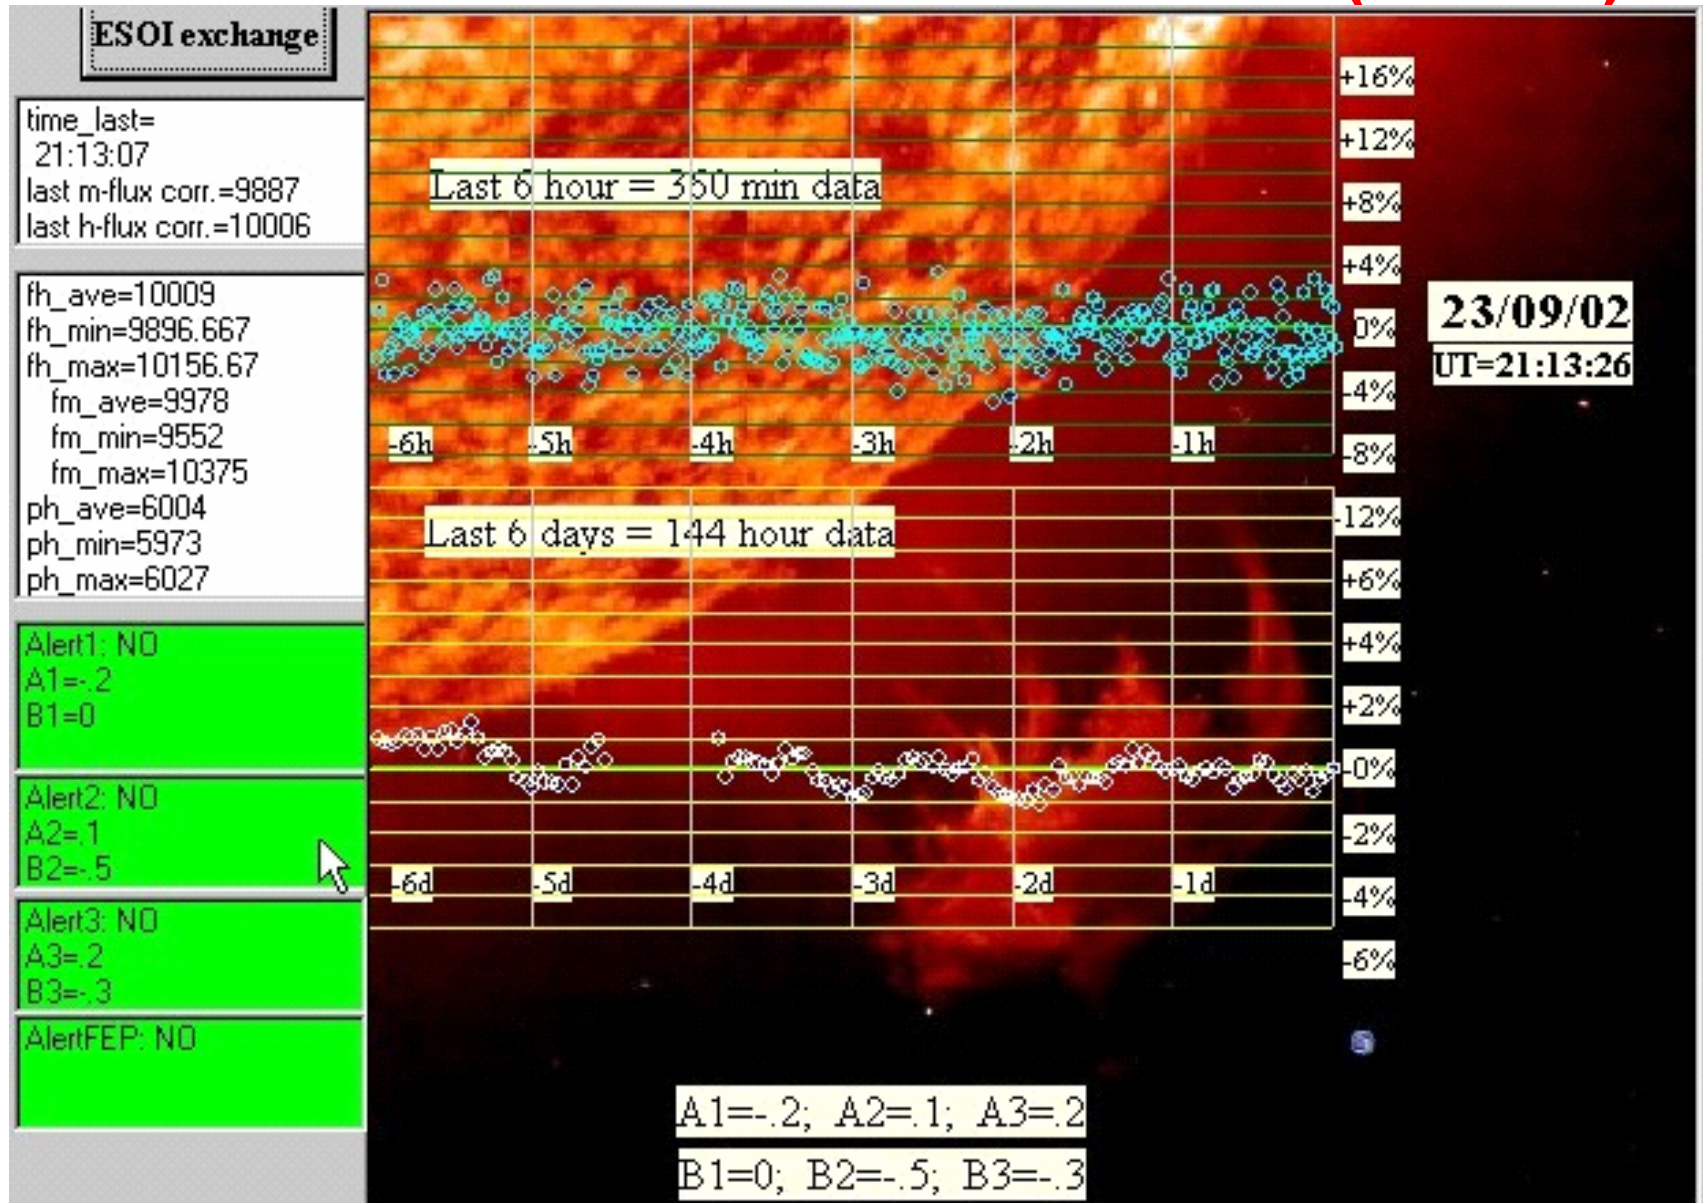 ESOI exchange
time_last=
21:13:07
last m-flux corr.=9887
last h-flux corr.=10006
fh_ave=10009
fh_min=9896.667
fh_max=10156.67
fm_ave=9978
fm_min=9552
fm_max=10375
ph_ave=6004
ph_min=5973
ph_max=6027
Alert1: NO
A1=-.2
B1=0
Alert2: NO
A2=.1
B2=-.5
Alert3: NO
A3=.2
B3=-.3
AlertFEP: NO
Last 6 hour = 360 min data
-6h -5h -4h -3h -2h -1h
+16%
+12%
+8%
+4%
0%
-4%
-8%
-12%
23/09/02
UT=21:13:26
Last 6 days = 144 hour data
-6d -5d -4d -3d -2d -1d
+6%
+4%
+2%
-0%
-2%
-4%
-6%
A1=-.2; A2=.1; A3=.2
B1=0; B2=-.5; B3=-.3